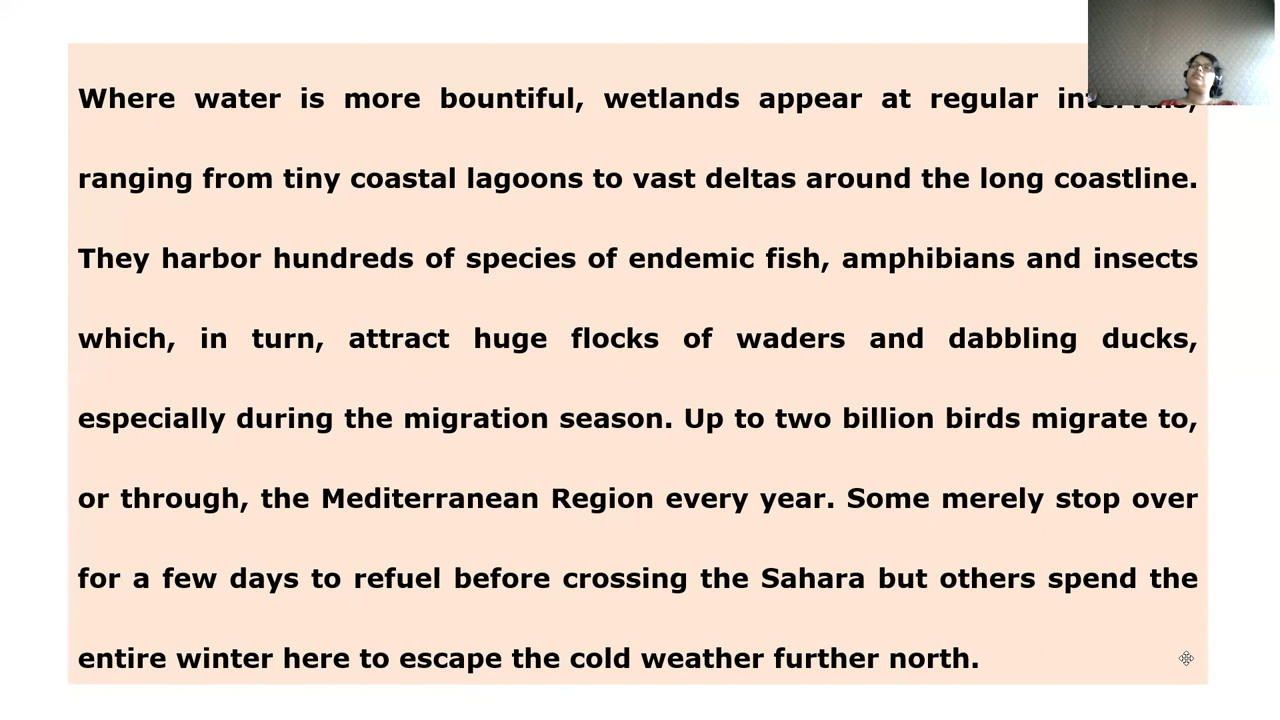 Where water is more bountiful, wetlands appear at regular intervals,
ranging from tiny coastal lagoons to vast deltas around the long coastline.
They harbor hundreds of species of endemic fish, amphibians and insects
which, in turn, attract huge flocks of waders and dabbling ducks,
especially during the migration season. Up to two billion birds migrate to,
or through, the Mediterranean Region every year. Some merely stop over
for a few days to refuel before crossing the Sahara but others spend the
entire winter here to escape the cold weather further north.